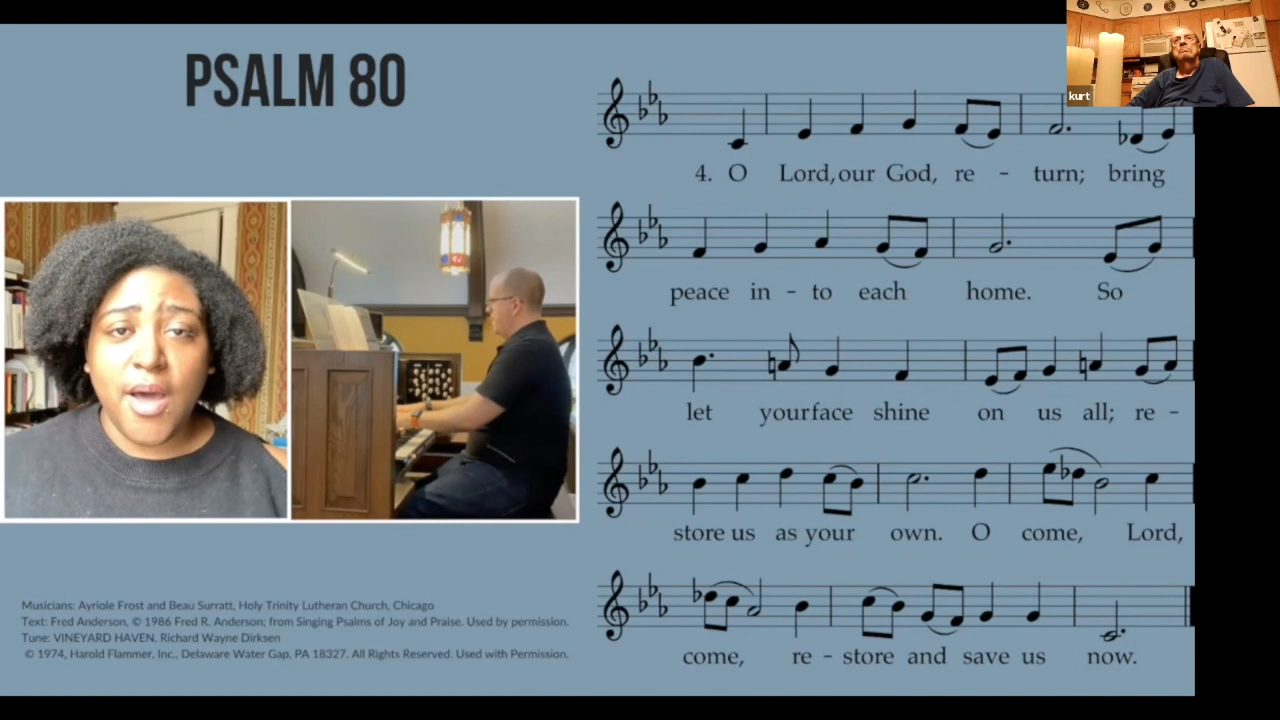 PSALM 80
kurt
4. O Lord, our God, re - turn; bring
peace in - to each home. So
let your face shine on us all; re -
store us as your own. O come, Lord,
come, re - store and save us now.
Musicians: Ayriole Frost and Beau Surratt, Holy Trinity Lutheran Church, Chicago
Text: Fred Anderson, © 1986 Fred R. Anderson; from Singing Psalms of Joy and Praise. Used by permission.
Tune: VINEYARD HAVEN, Richard Wayne Dirksen
© 1974, Harold Flammer, Inc., Delaware Water Gap, PA 18327. All Rights Reserved. Used with Permission.